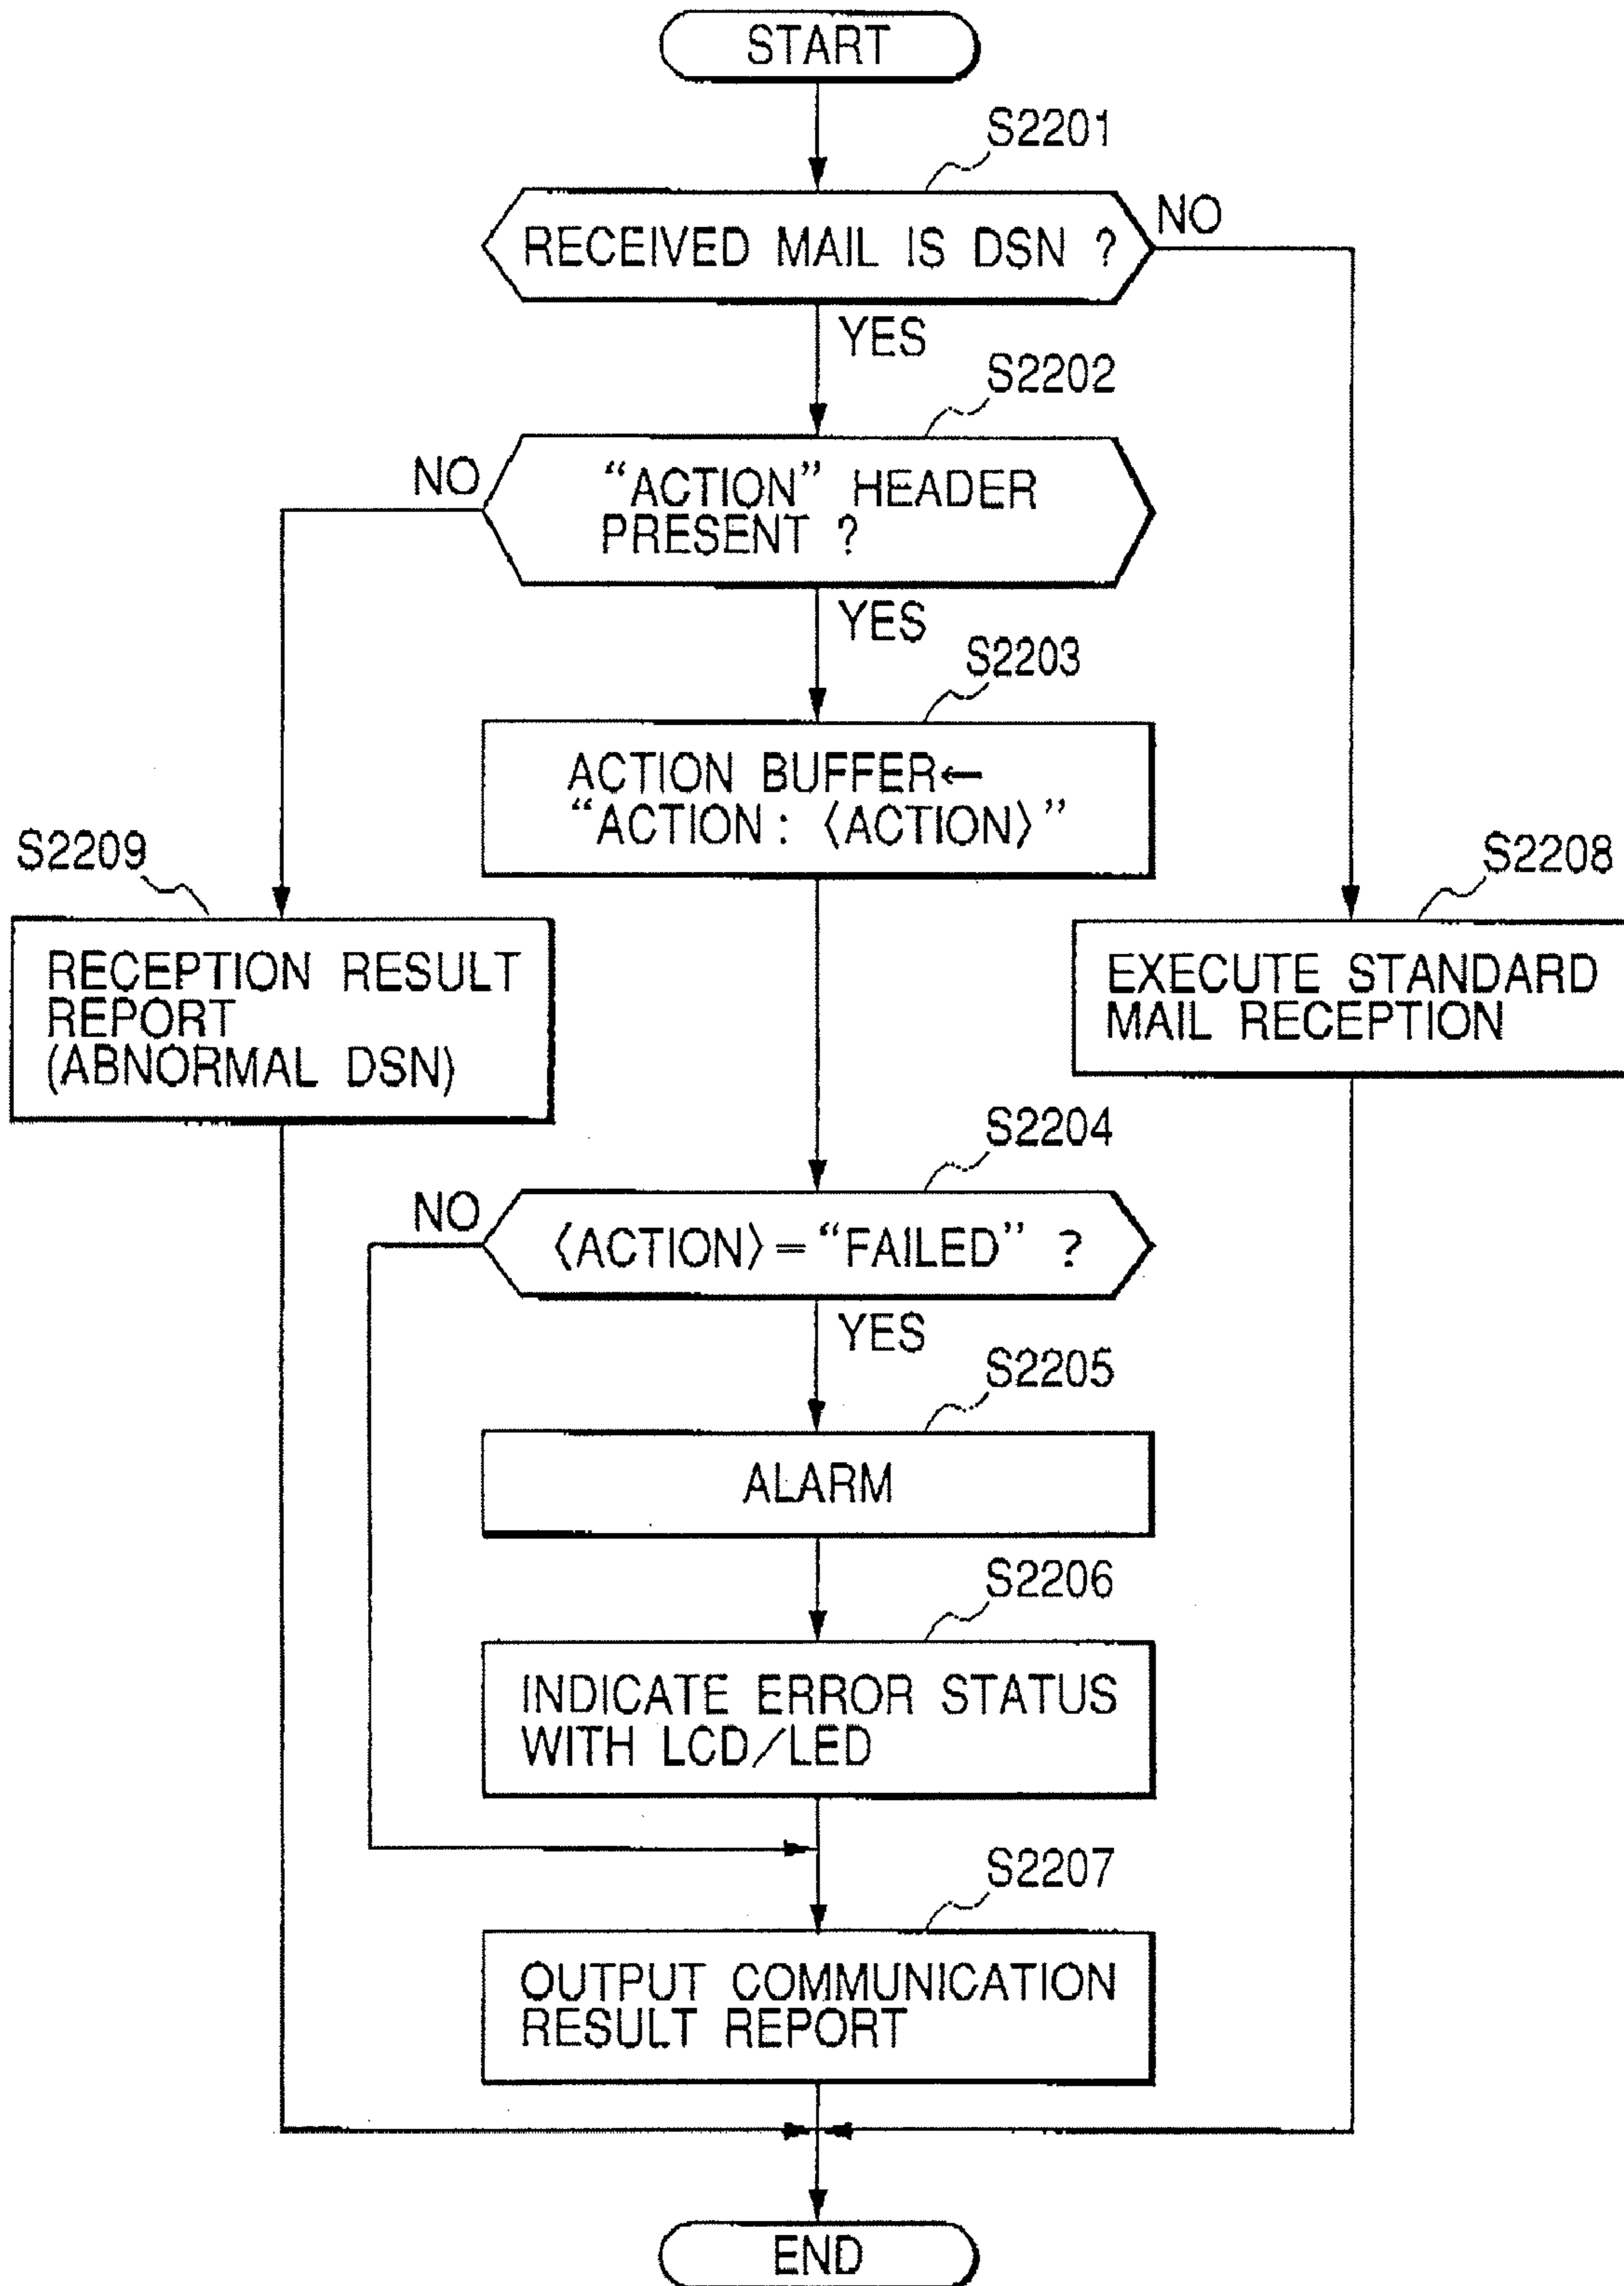 START
S2201
RECEIVED MAIL IS DSN ?
NO
YES
S2202
NO
“ACTION” HEADER
PRESENT ?
YES
S2203
ACTION BUFFER←
“ACTION : 〈ACTION〉”
S2209
S2208
RECEPTION RESULT
REPORT
(ABNORMAL DSN)
EXECUTE STANDARD
MAIL RECEPTION
S2204
NO
〈ACTION〉=“FAILED” ?
YES
S2205
ALARM
S2206
INDICATE ERROR STATUS
WITH LCD/LED
S2207
OUTPUT COMMUNICATION
RESULT REPORT
END